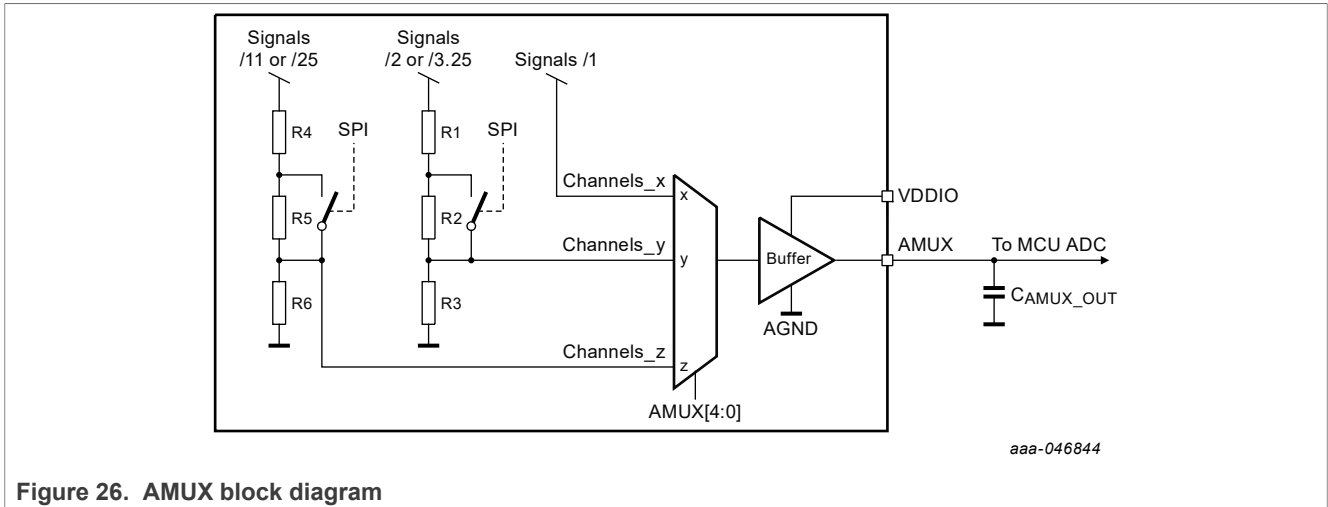 Signals
/11 or /25
Signals
/2 or /3.25
Signals /1
R4
SPI
R1
SPI
Channels_x
x
VDDIO
R5
R2
Channels_y
y
Buffer
AMUX
To MCU ADC
R6
R3
AGND
CAMUX_OUT
Channels_z
z
AMUX[4:0]
aaa-046844
Figure 26. AMUX block diagram